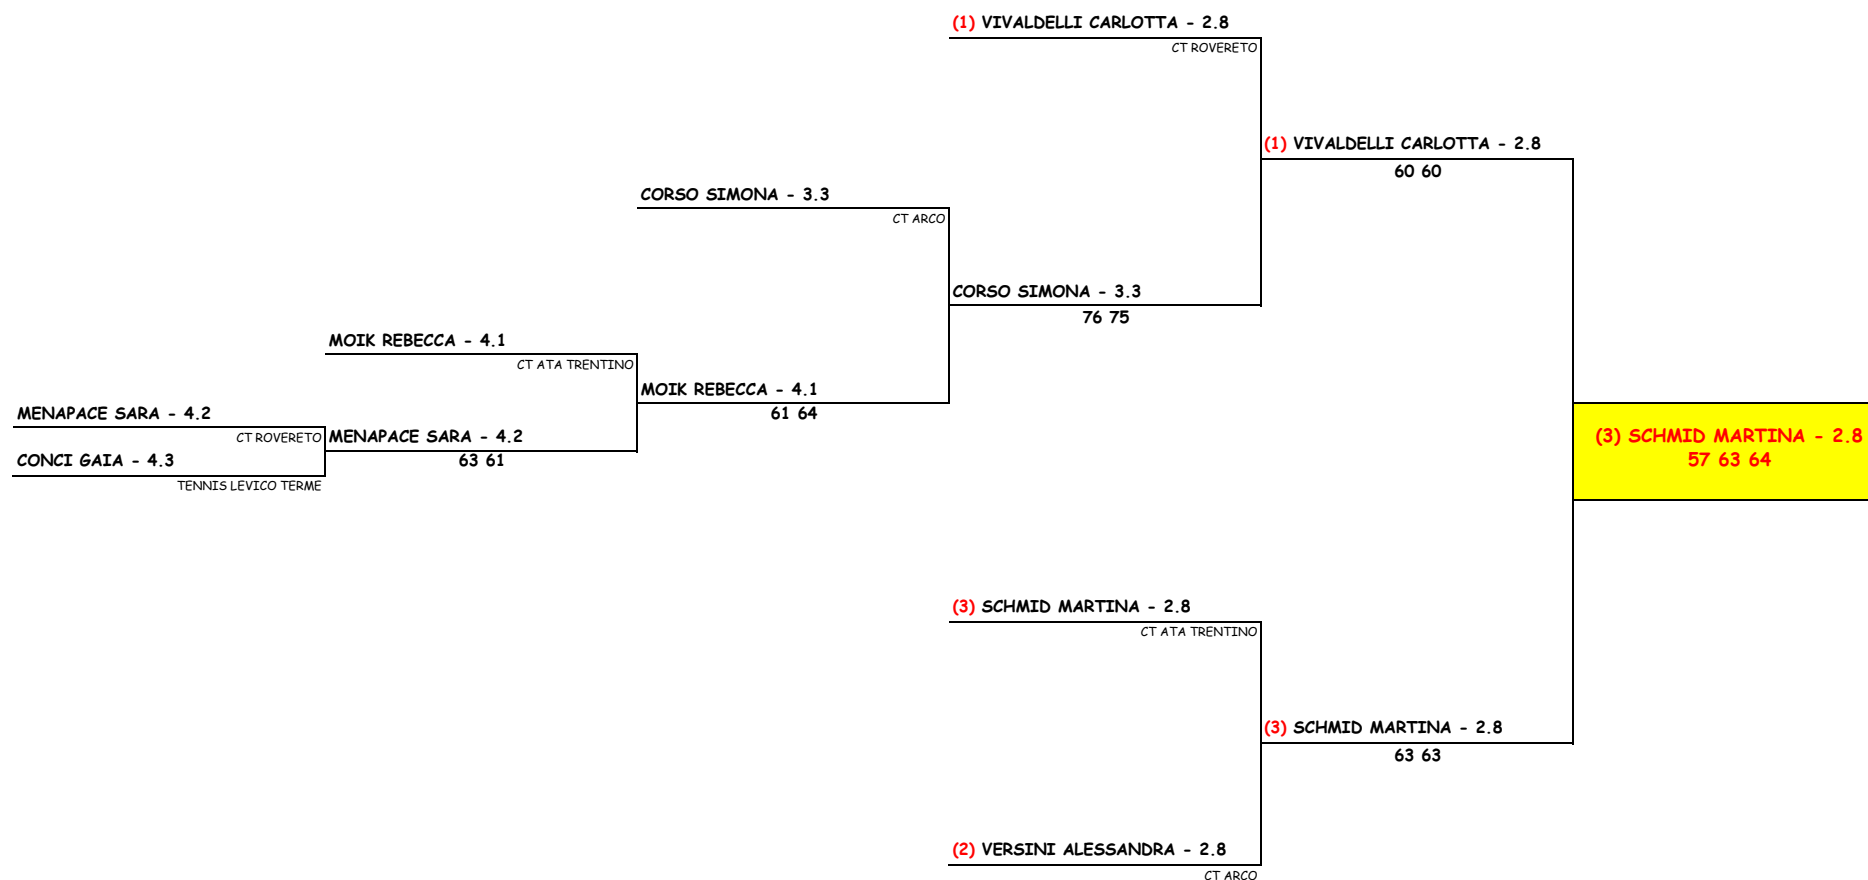 (1) VIVALDELLI CARLOTTA - 2.8
CT ROVERETO
(1) VIVALDELLI CARLOTTA - 2.8
60 60
CORSO SIMONA - 3.3
CT ARCO
CORSO SIMONA - 3.3
76 75
MOIK REBECCA - 4.1
CT ATA TRENTINO
MOIK REBECCA - 4.1
61 64
MENAPACE SARA - 4.2
CT ROVERETO
MENAPACE SARA - 4.2
63 61
CONCI GAIA - 4.3
TENNIS LEVICO TERME
(3) SCHMID MARTINA - 2.8
57 63 64
(3) SCHMID MARTINA - 2.8
CT ATA TRENTINO
(3) SCHMID MARTINA - 2.8
63 63
(2) VERSINI ALESSANDRA - 2.8
CT ARCO